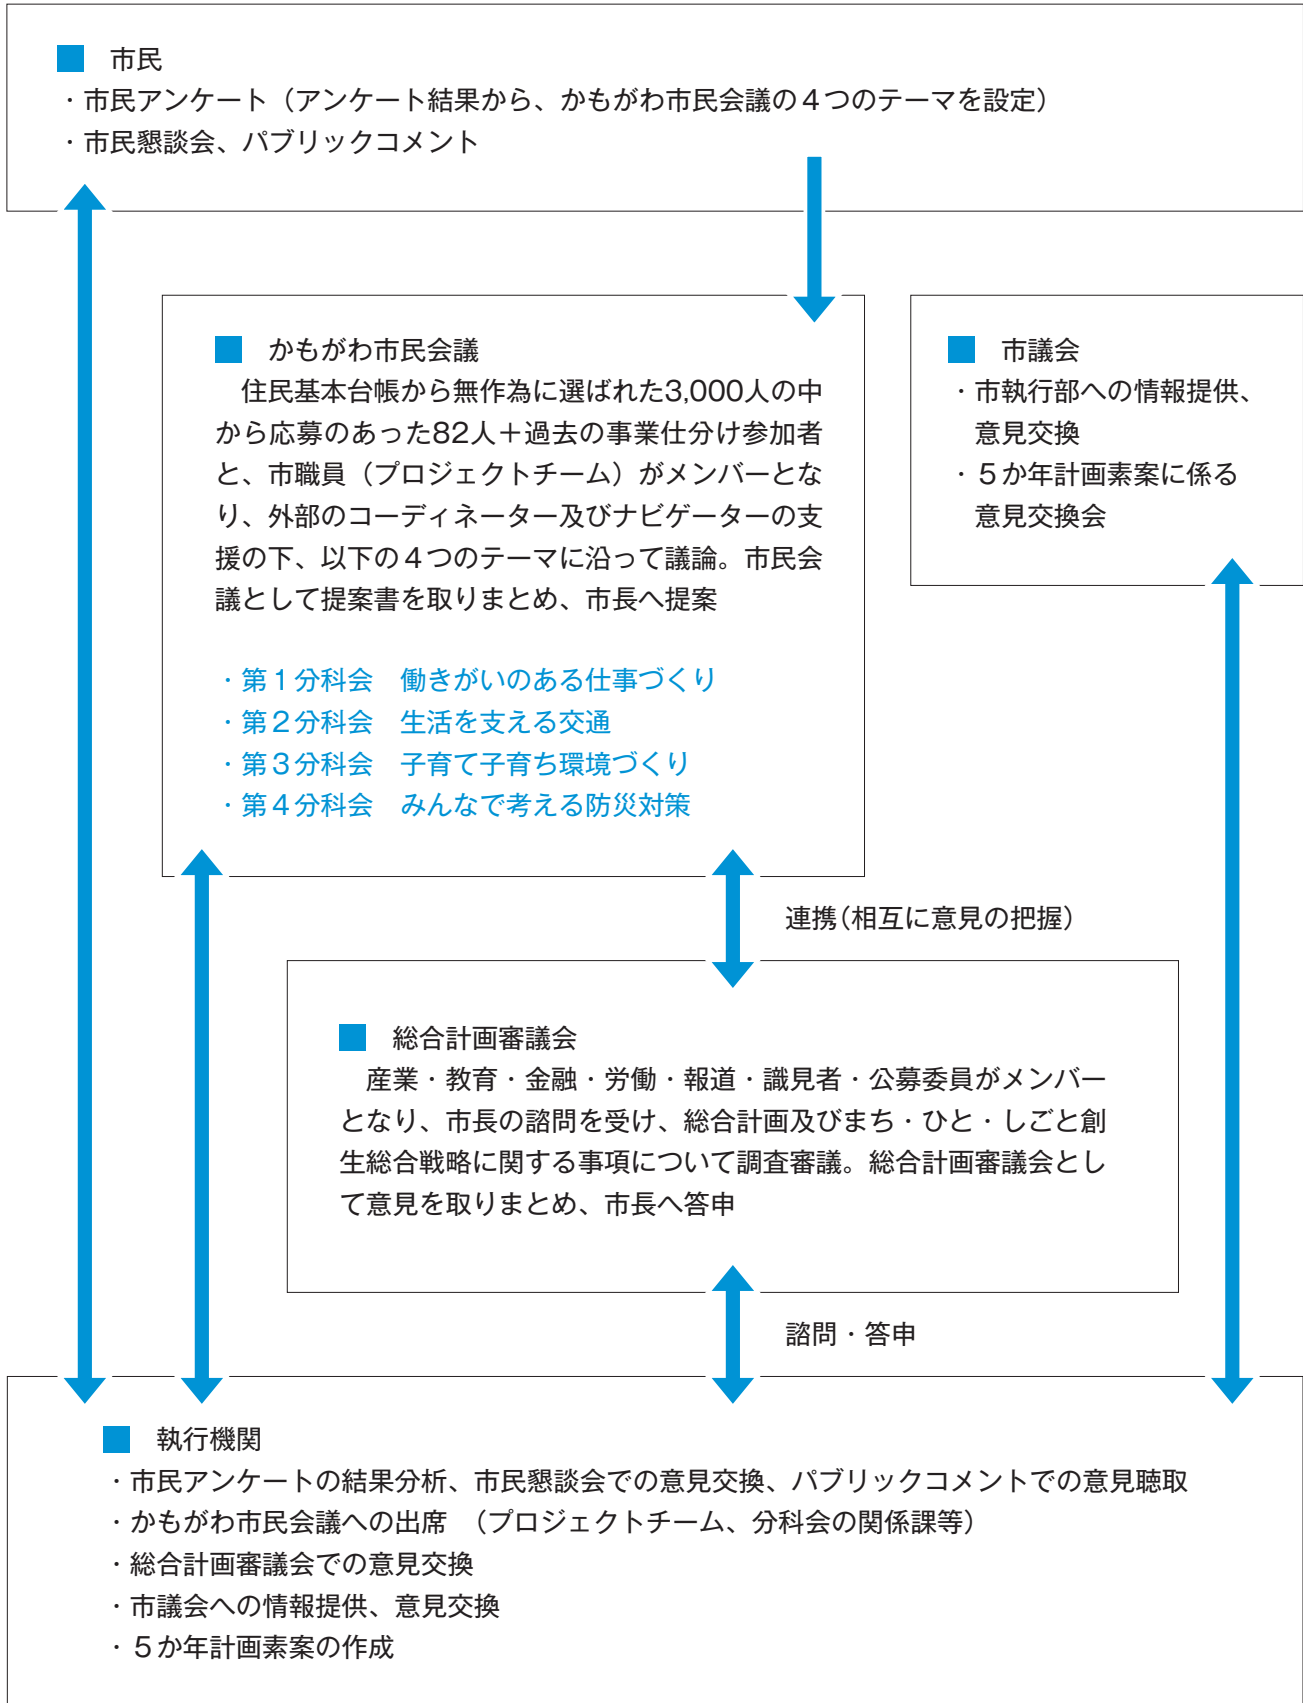 ■ 市民
・市民アンケート（アンケート結果から、かもがわ市民会議の４つのテーマを設定）
・市民懇談会、パブリックコメント
■ かもがわ市民会議
　住民基本台帳から無作為に選ばれた3,000人の中
から応募のあった82人＋過去の事業仕分け参加者
と、市職員（プロジェクトチーム）がメンバーとな
り、外部のコーディネーター及びナビゲーターの支
援の下、以下の４つのテーマに沿って議論。市民会
議として提案書を取りまとめ、市長へ提案
・第１分科会　働きがいのある仕事づくり
・第２分科会　生活を支える交通
・第３分科会　子育て子育ち環境づくり
・第４分科会　みんなで考える防災対策
■ 市議会
・市執行部への情報提供、
意見交換
・５か年計画素案に係る
意見交換会
連携（相互に意見の把握）
■ 総合計画審議会
　産業・教育・金融・労働・報道・識見者・公募委員がメンバー
となり、市長の諮問を受け、総合計画及びまち・ひと・しごと創
生総合戦略に関する事項について調査審議。総合計画審議会とし
て意見を取りまとめ、市長へ答申
諮問・答申
■ 執行機関
・市民アンケートの結果分析、市民懇談会での意見交換、パブリックコメントでの意見聴取
・かもがわ市民会議への出席　（プロジェクトチーム、分科会の関係課等）
・総合計画審議会での意見交換
・市議会への情報提供、意見交換
・５か年計画素案の作成